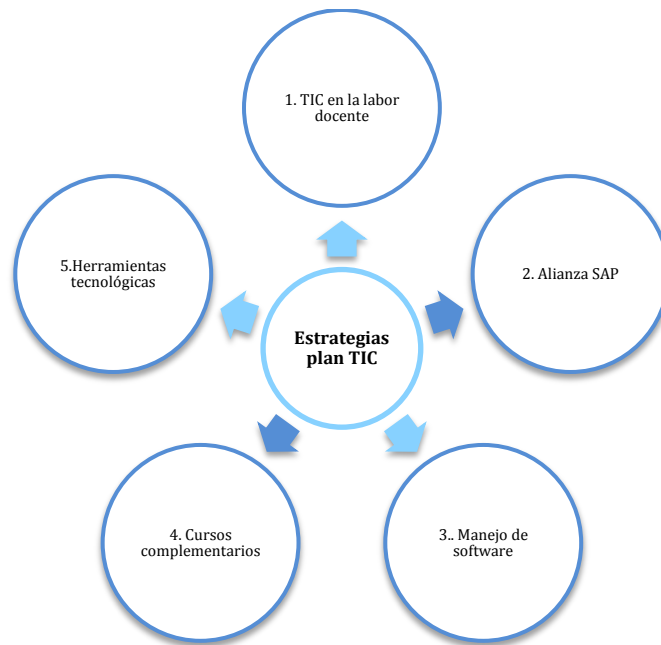 1. TIC en la labor
docente
2. Alianza SAP
3.. Manejo de
software
4. Cursos
complementarios
5.Herramientas
tecnológicas
Estrategias
plan TIC